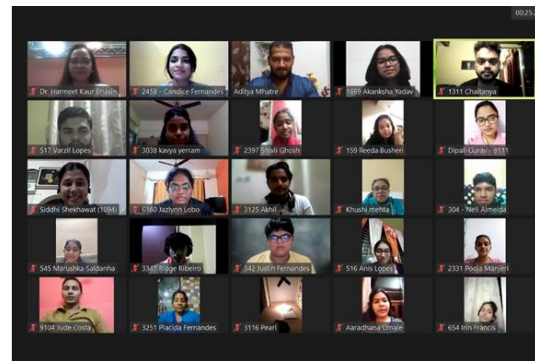 00:25:
Dr. Harmeet Kaur Bhasin
2458 - Candice Fernandes
Aditya Mhatre
1699 Akanksha Yadav
1311 Chaitanya
517 Varzil Lopes
3038 kavya yerram
2397 Shivli Ghosh
159 Reeda Busheri
Dipali Gurav - 9111
Siddhi Shekhawat (1094)
6160 Jazlynn Lobo
3125 Akhil
Khushi mehta
304 - Neil Almeida
545 Marushka Saldanha
3347 Ridge Ribeiro
342 Justin Fernandes
516 Anis Lopes
2331 Pooja Manjeri
9104 Jude Costa
3251 Placida Fernandes
3116 Pearl
Aaradhana Umale
654 Irin Francis